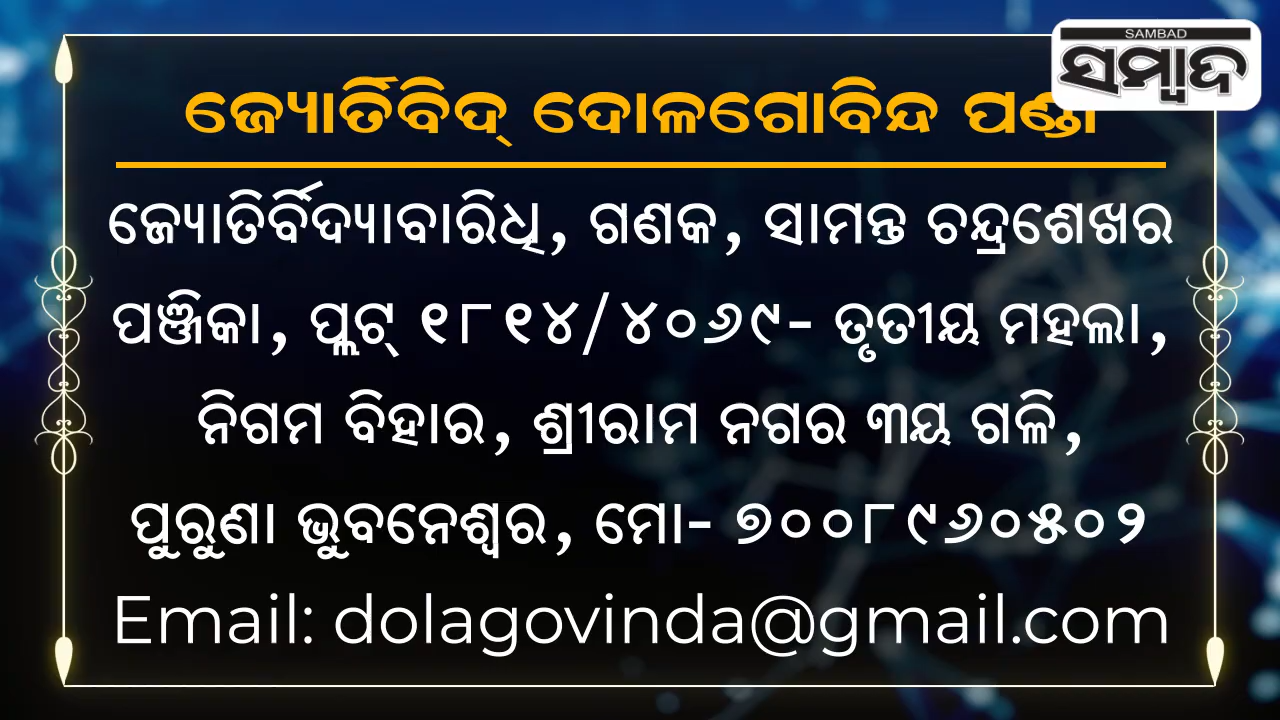 SAMBAD
ସମ୍ବାଦ
ଜ୍ୟୋର୍ତିବିଦ୍ ଦୋଳଗୋବିନ୍ଦ ପଣ୍ଡା
ଜ୍ୟୋତିର୍ବିଦ୍ୟାବାରିଧି, ଗଣକ, ସାମନ୍ତ ଚନ୍ଦ୍ରଶେଖର
ପଞ୍ଜିକା, ପ୍ଲଟ୍ ୧୮୧୪/୪୦୬୯- ତୃତୀୟ ମହଲା,
ନିଗମ ବିହାର, ଶ୍ରୀରାମ ନଗର ୩ୟ ଗଳି,
ପୁରୁଣା ଭୁବନେଶ୍ୱର, ମୋ- ୭୦୦୮୯୬୦୫୦୨
Email: dolagovinda@gmail.com